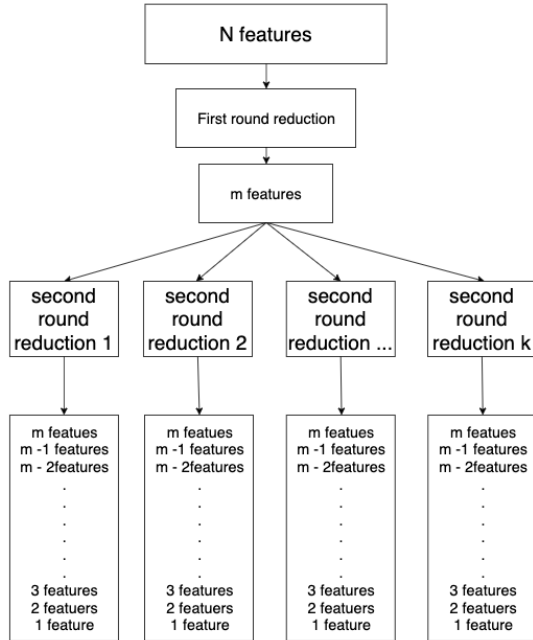 N features
First round reduction
m features
second
round
reduction 1
second
round
reduction 2
second
round
reduction ...
second
round
reduction k
m featues
m -1 features
m - 2features
.
.
.
.
.
.
3 features
2 featuers
1 feature
m featues
m -1 features
m - 2features
.
.
.
.
.
.
3 features
2 featuers
1 feature
m featues
m -1 features
m - 2features
.
.
.
.
.
.
3 features
2 featuers
1 feature
m featues
m -1 features
m - 2features
.
.
.
.
.
.
3 features
2 featuers
1 feature